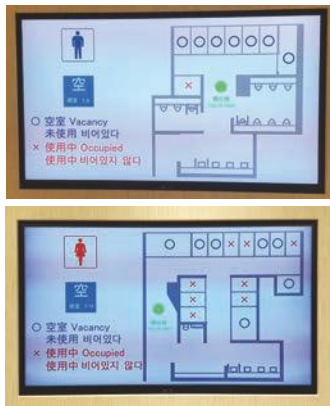 空
○ 空室 Vacancy
未使用 비어있다
× 使用中 Occupied
使用中 비어있지 않다
空
○ 空室 Vacancy
未使用 비어있다
× 使用中 Occupied
使用中 비어있지 않다